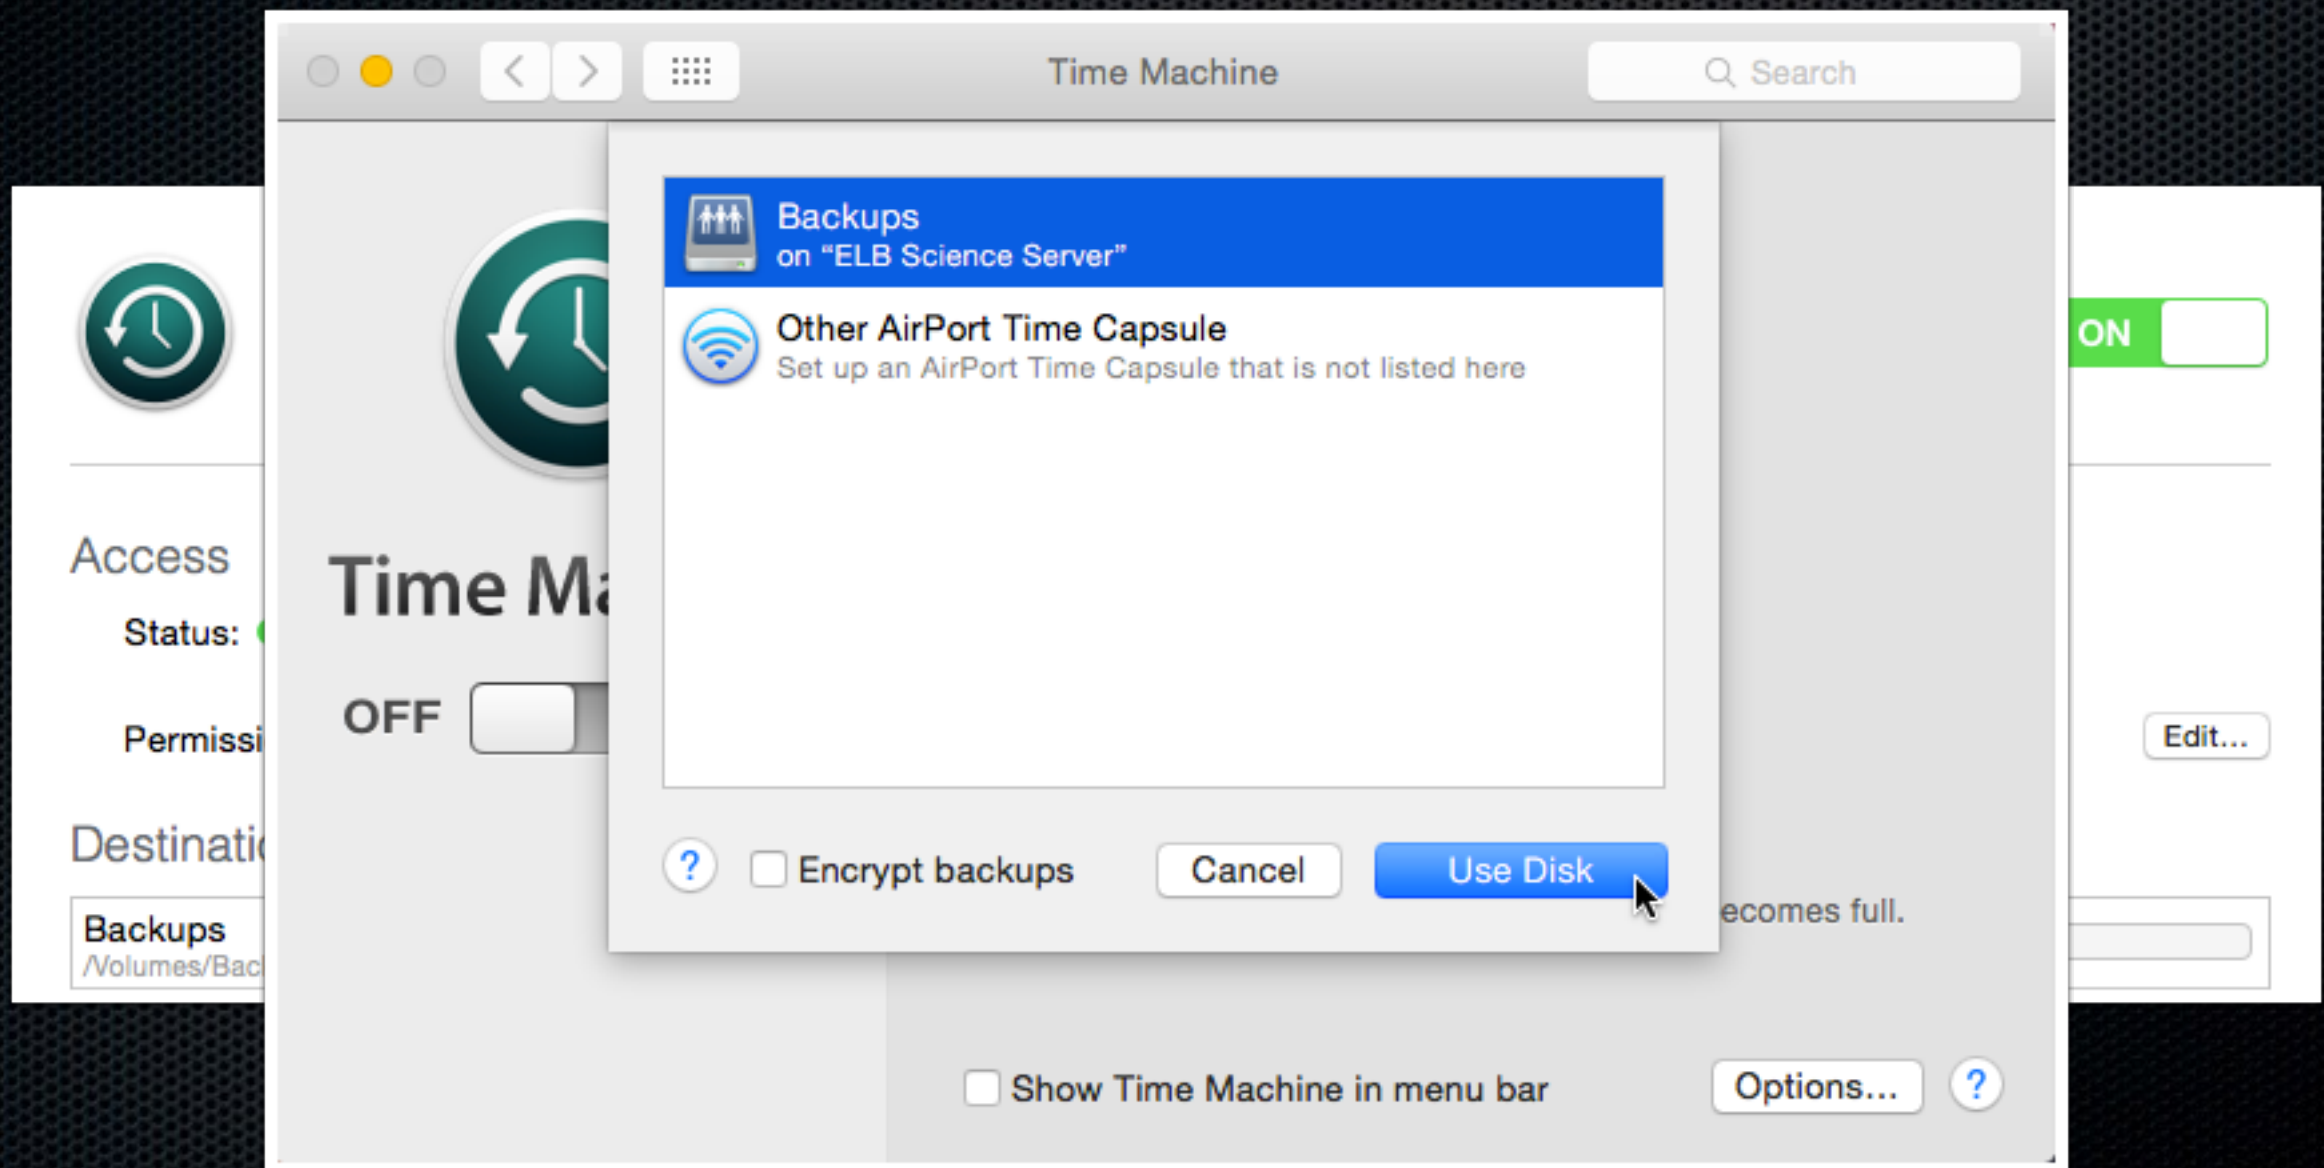 Time Machine
Search
Backups
on “ELB Science Server”
Other AirPort Time Capsule
Set up an AirPort Time Capsule that is not listed here
ON
Access
Time Ma
Status:
OFF
Permissi
Edit...
Destinatio
? Encrypt backups Cancel Use Disk
ecomes full.
Backups
/Volumes/Bac
Show Time Machine in menu bar Options... ?